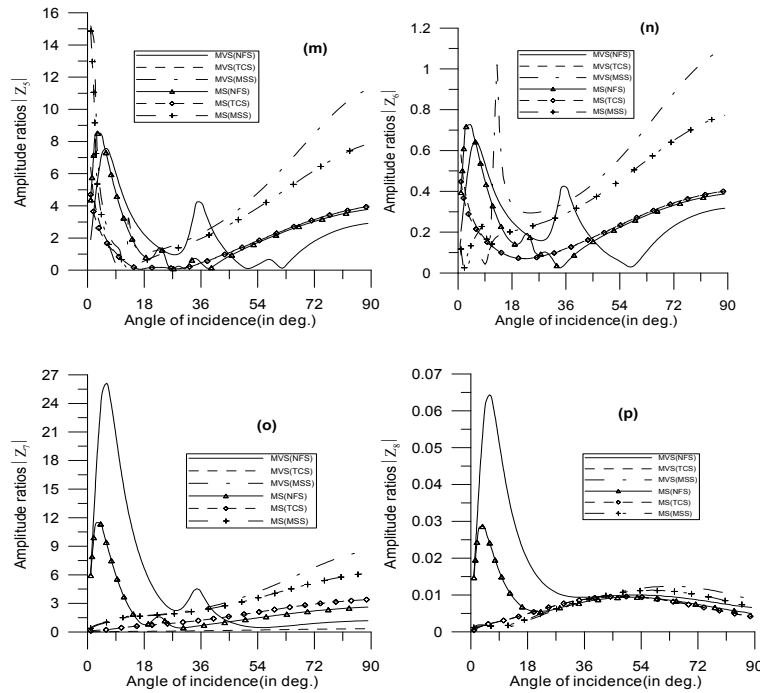 (m)
MVS(NFS)
MVS(TCS)
MVS(MSS)
MS(NFS)
MS(TCS)
MS(MSS)
Amplitude ratios |Z5|
16
14
12
10
8
6
4
2
0
0 18 36 54 72 90
Angle of incidence(in deg.)
(n)
MVS(NFS)
MVS(TCS)
MVS(MSS)
MS(NFS)
MS(TCS)
MS(MSS)
Amplitude ratios |Z6|
1.2
1
0.8
0.6
0.4
0.2
0
0 18 36 54 72 90
Angle of incidence(in deg.)
(o)
MVS(NFS)
MVS(TCS)
MVS(MSS)
MS(NFS)
MS(TCS)
MS(MSS)
Amplitude ratios |Z7|
27
24
21
18
15
12
9
6
3
0
0 18 36 54 72 90
Angle of incidence(in deg.)
(p)
MVS(NFS)
MVS(TCS)
MVS(MSS)
MS(NFS)
MS(TCS)
MS(MSS)
Amplitude ratios |Z8|
0.07
0.06
0.05
0.04
0.03
0.02
0.01
0
0 18 36 54 72 90
Angle of incidence(in deg.)